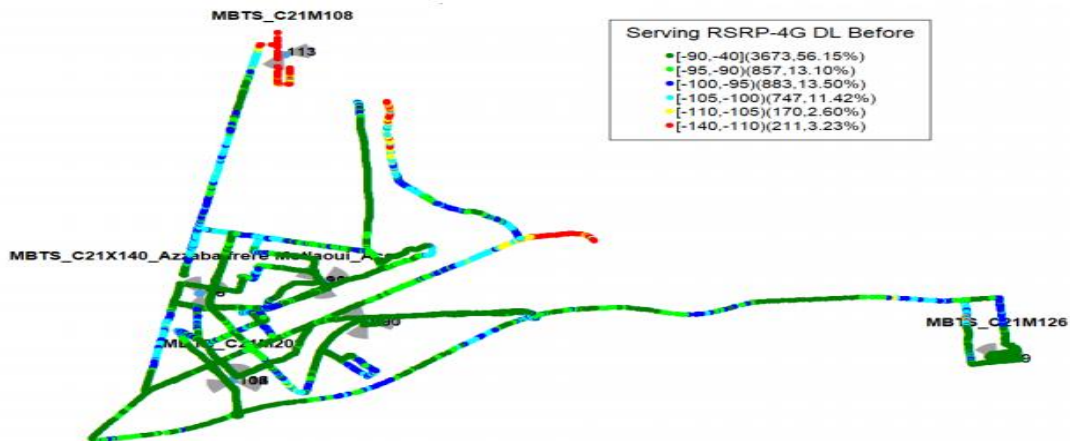 MBTS_C21M108
113
Serving RSRP-4G DL Before
[-90,-40](3673,56.15%)
[-95,-90)(857,13.10%)
[-100,-95)(883,13.50%)
[-105,-100)(747,11.42%)
[-110,-105)(170,2.60%)
[-140,-110)(211,3.23%)
MBTS_C21X140_Azzaba
MBTS_C21M126